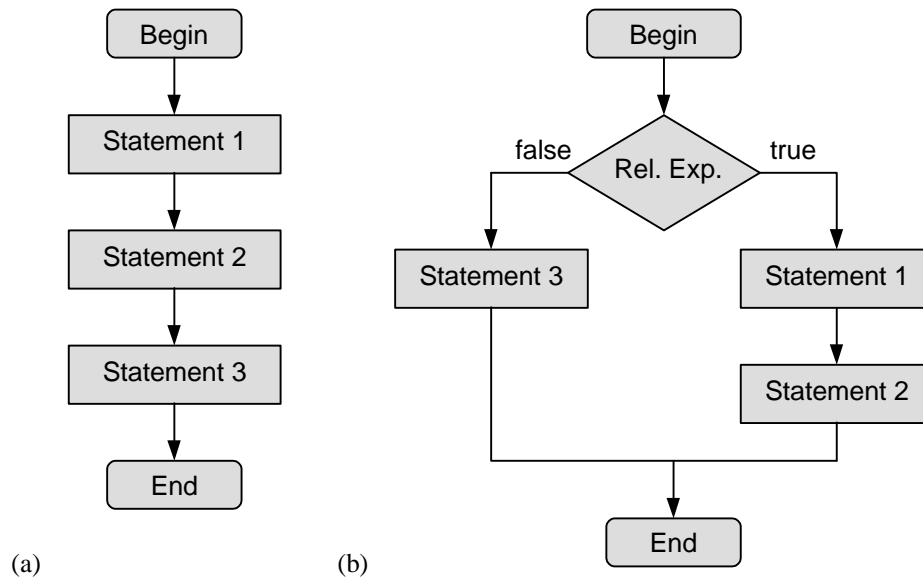 Begin
Statement 1
Statement 2
Statement 3
End
(a)
Begin
false
Rel. Exp.
true
Statement 3
Statement 1
Statement 2
End
(b)